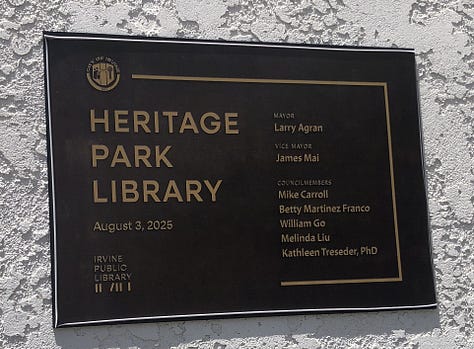 HERITAGE
PARK
LIBRARY
August 3, 2025
IRVINE
PUBLIC
LIBRARY
MAYOR
Larry Agran
VICE MAYOR
James Mai
COUNCILMEMBERS
Mike Carroll
Betty Martinez Franco
William Go
Melinda Liu
Kathleen Treseder, PhD